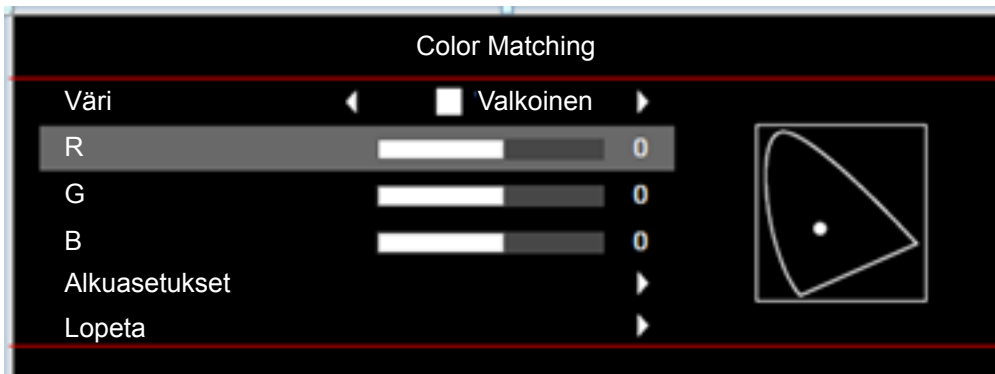 Color Matching
Väri Valkoinen
R 0
G 0
B 0
Alkuasetukset
Lopeta